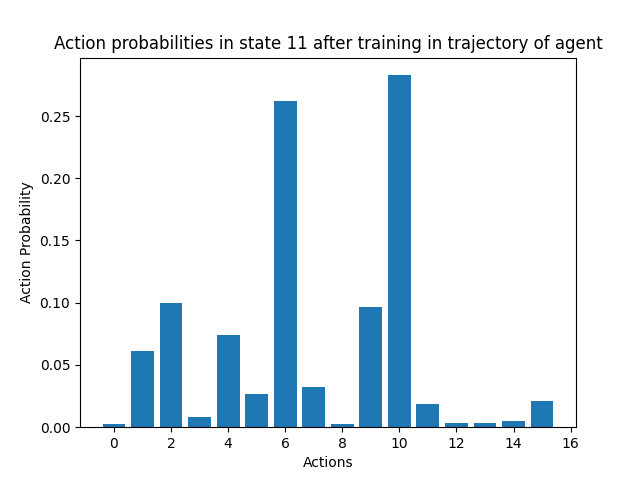 Action probabilities in state 11 after training in trajectory of agent
0.25
0.20
0.15
0.10
0.05
0.00
Action Probability
0 2 4 6 8 10 12 14 16
Actions